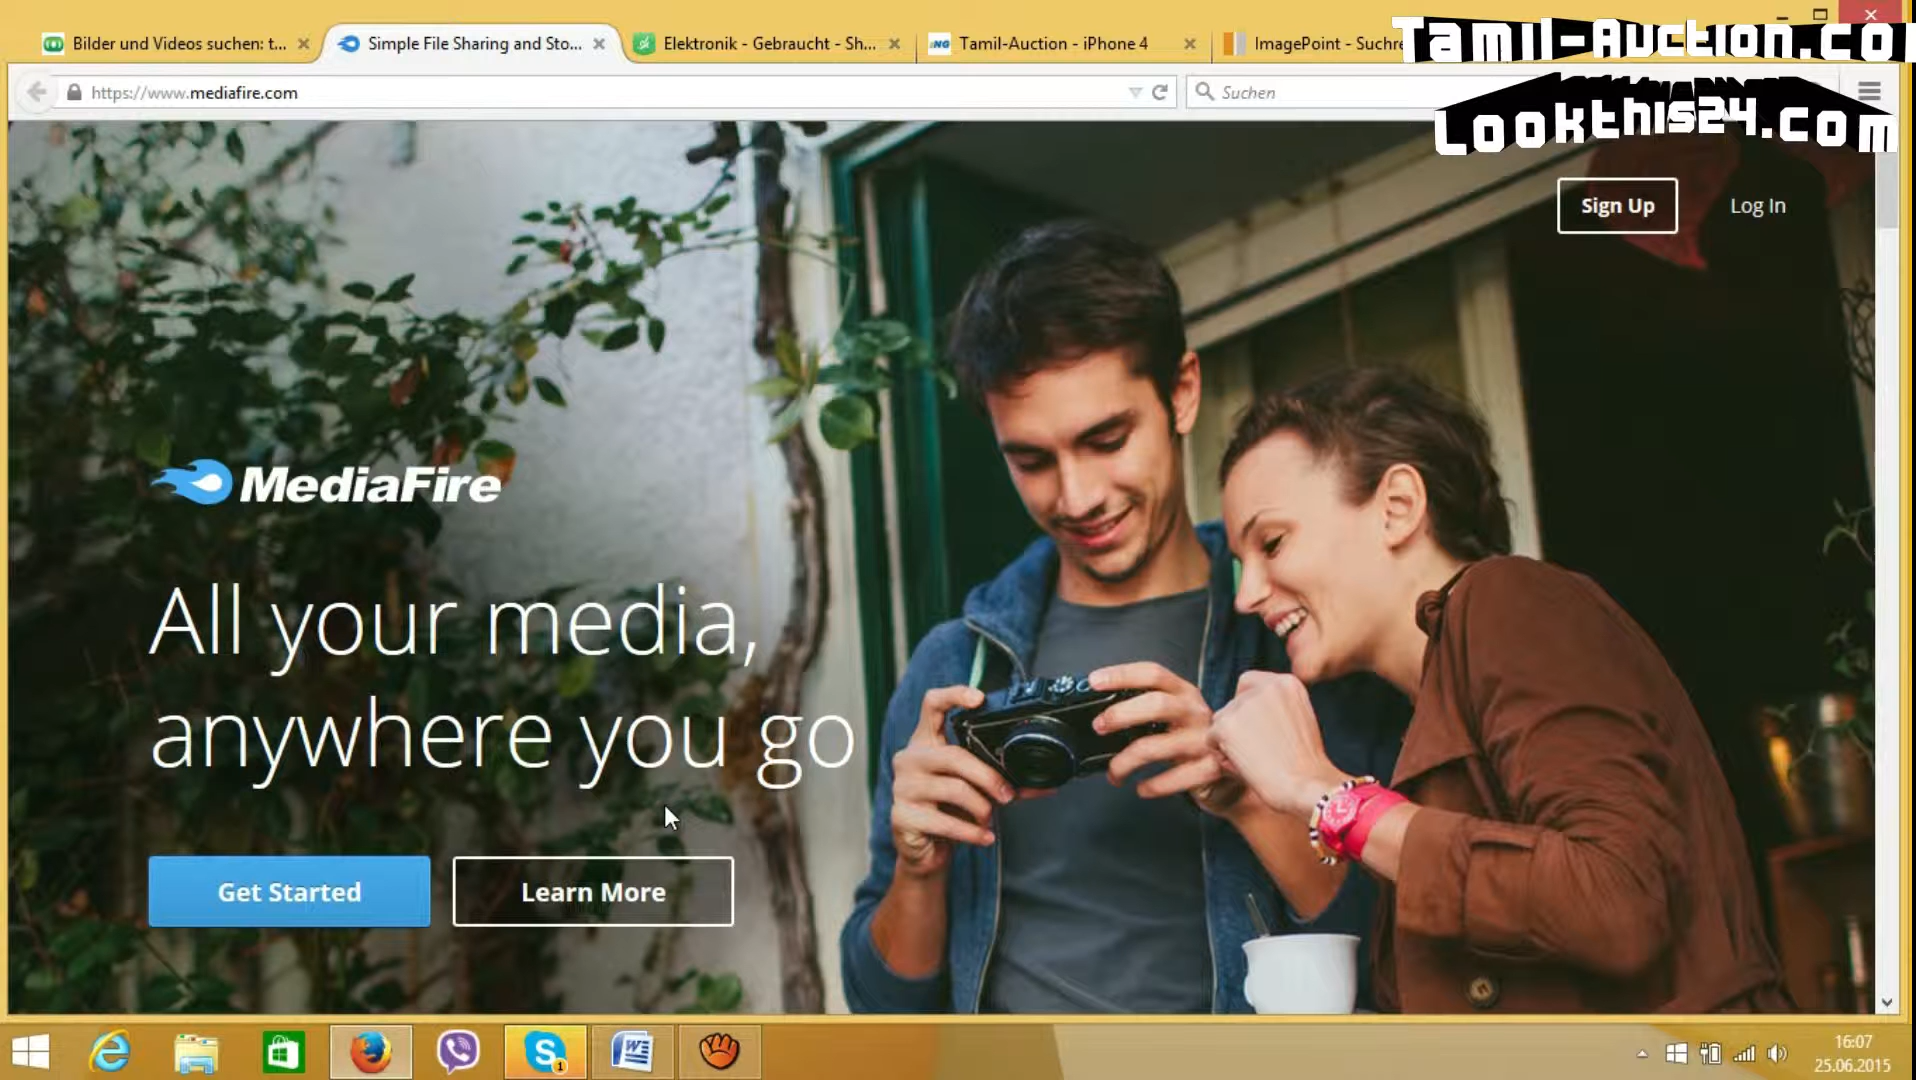 Bilder und Videos suchen: t...
Simple File Sharing and Sto...
Elektronik - Gebraucht - Sh...
NG
Tamil-Auction - iPhone 4
ImagePoint - Suchre
Tamil-Auction.co
Lookthis24.com
https://www.mediafire.com
Suchen
Sign Up
Log In
MediaFire
All your media,
anywhere you go
Get Started
Learn More
1
16:07
25.06.2015